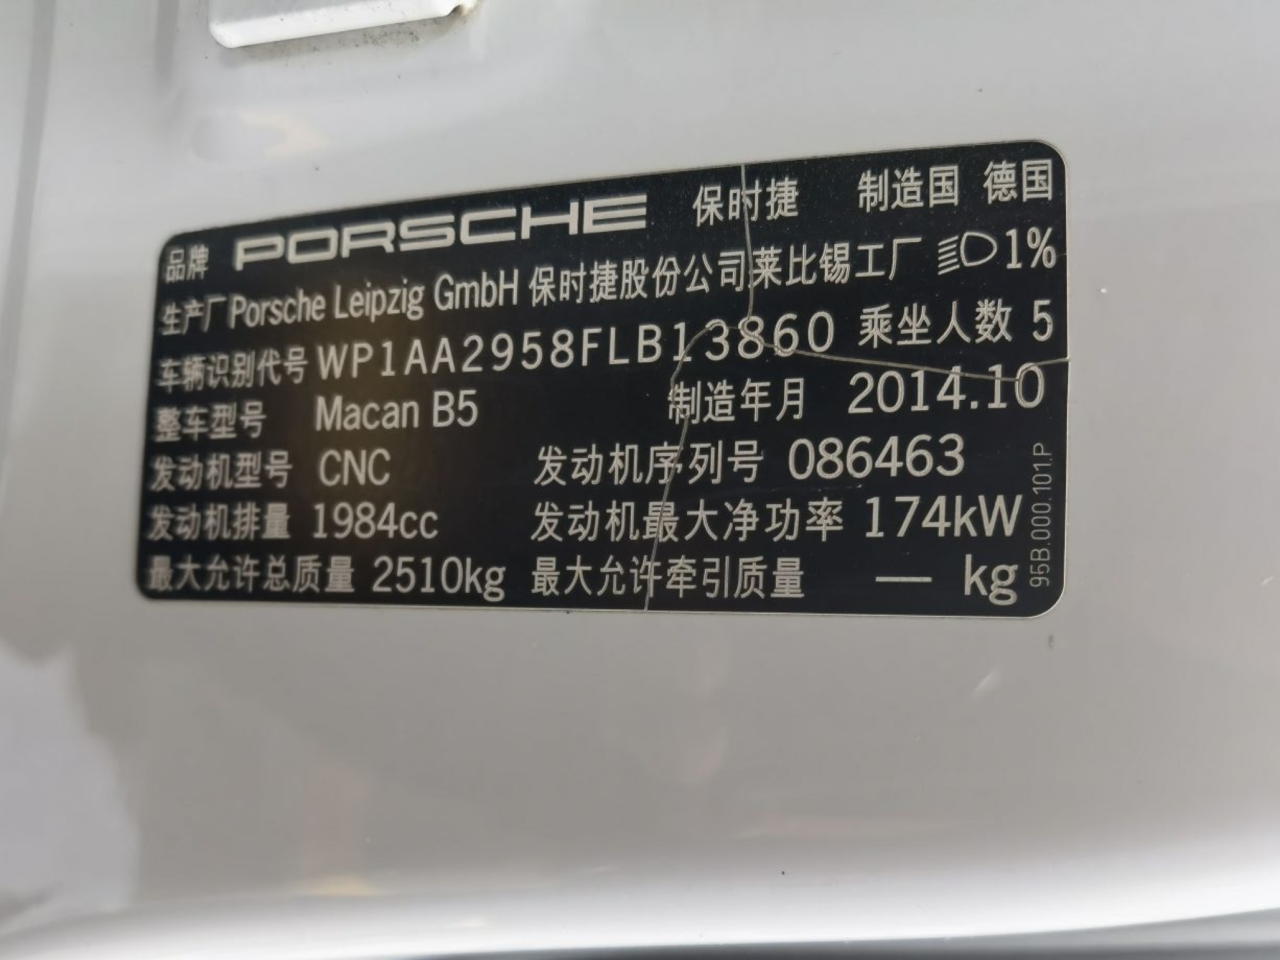 品牌 PORSCHE 保时捷 制造国 德国
生产厂 Porsche Leipzig GmbH 保时捷股份公司莱比锡工厂 1%
车辆识别代号 WP1AA2958FLB13860 乘坐人数 5
整车型号 Macan B5 制造年月 2014.10
发动机型号 CNC 发动机序列号 086463
发动机排量 1984cc 发动机最大净功率 174kW
最大允许总质量 2510kg 最大允许牵引质量 — kg
95B.000.101.P